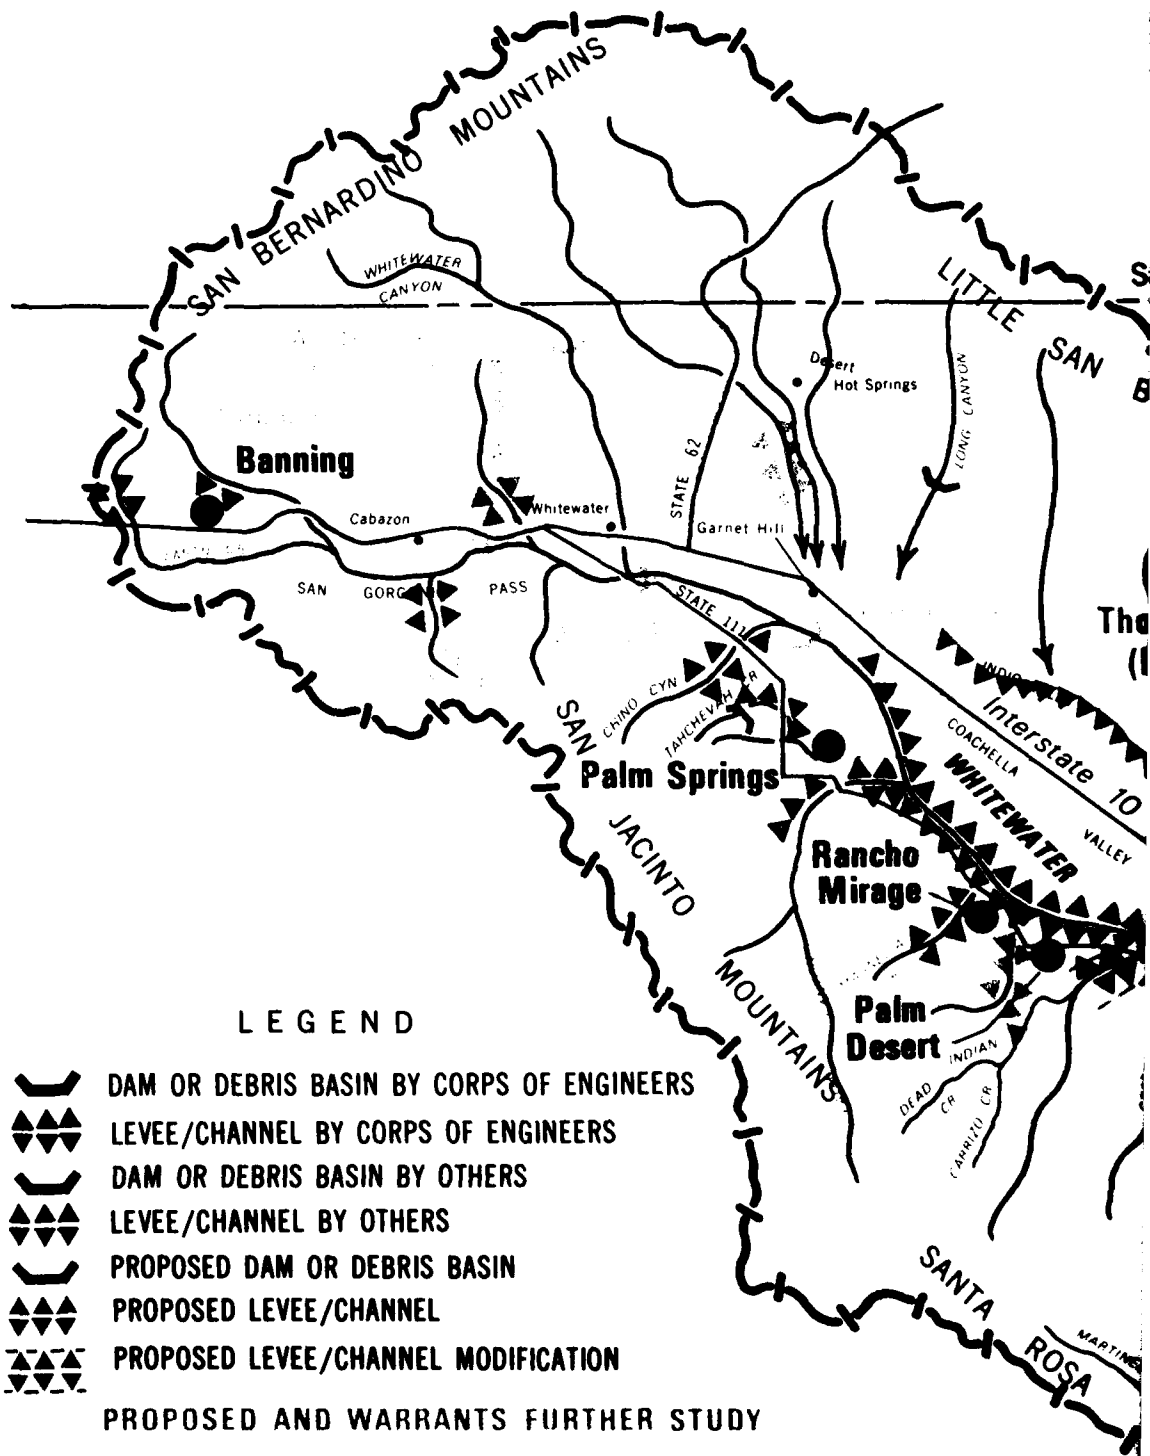 SAN BERNARDINO MOUNTAINS
WHITEWATER
CANYON
LITTLE SAN B
Desert
Hot Springs
LONG CANYON
STATE 62
Banning
Cabazon
Whitewater
Garnet Hill
SAN GORG PASS
STATE 111
Tho
CHINO CYN
TAHCHEVAH CR
Palm Springs
Interstate 10
COACHELLA
VALLEY
WHITEWATER
SAN
JACINTO
MOUNTAINS
Rancho
Mirage
Palm
Desert
INDIAN
DEAD
CR
CARRIZO CR
SANTA
ROSA
LEGEND
DAM OR DEBRIS BASIN BY CORPS OF ENGINEERS
LEVEE/CHANNEL BY CORPS OF ENGINEERS
DAM OR DEBRIS BASIN BY OTHERS
LEVEE/CHANNEL BY OTHERS
PROPOSED DAM OR DEBRIS BASIN
PROPOSED LEVEE/CHANNEL
PROPOSED LEVEE/CHANNEL MODIFICATION
PROPOSED AND WARRANTS FURTHER STUDY